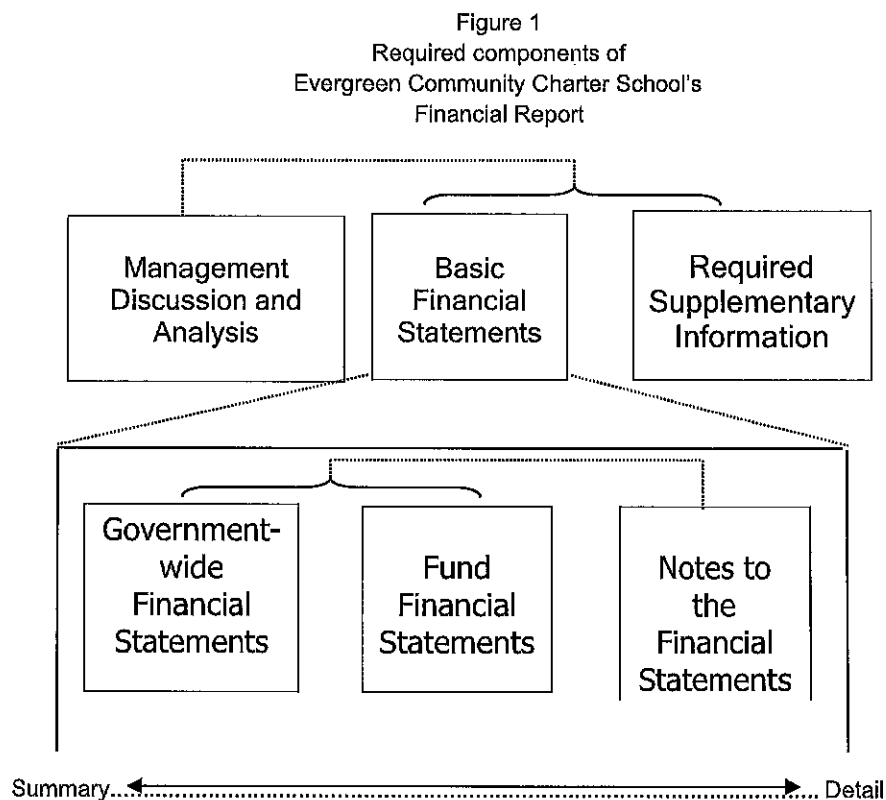 Figure 1
Required components of
Evergreen Community Charter School's
Financial Report
Management
Discussion and
Analysis
Basic
Financial
Statements
Required
Supplementary
Information
Government-
wide
Financial
Statements
Fund
Financial
Statements
Notes to
the
Financial
Statements
Summary
Detail